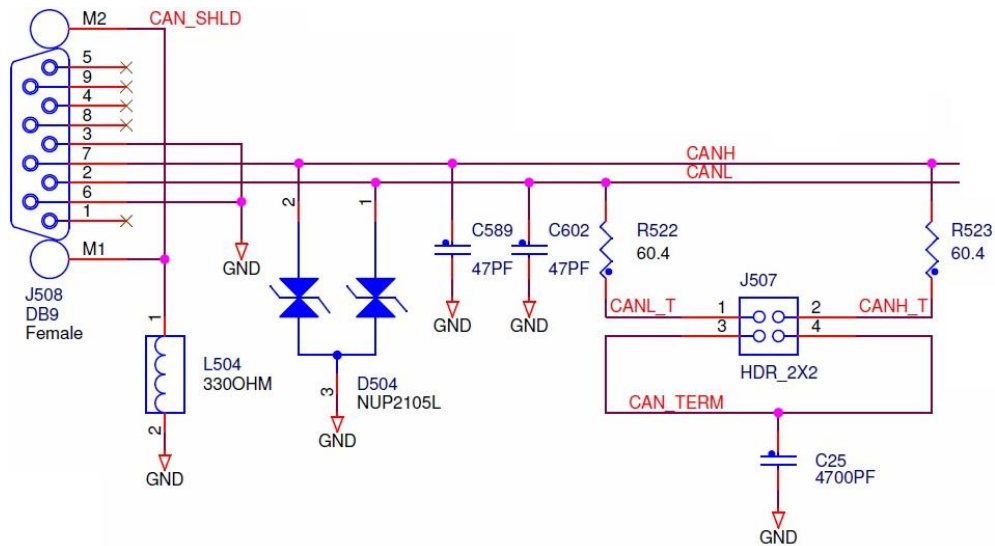 M2 CAN_SHLD
5
9
4
8
3
7
2
6
1
M1
J508
DB9
Female
GND
CANH
CANL
2 1
C589
47PF
C602
47PF
R522
60.4
R523
60.4
GND
GND
J507
CANL_T 1 2 CANH_T
3 4
HDR_2X2
1
L504
330OHM
2
GND
D504
NUP2105L
3
GND
CAN_TERM
C25
4700PF
GND